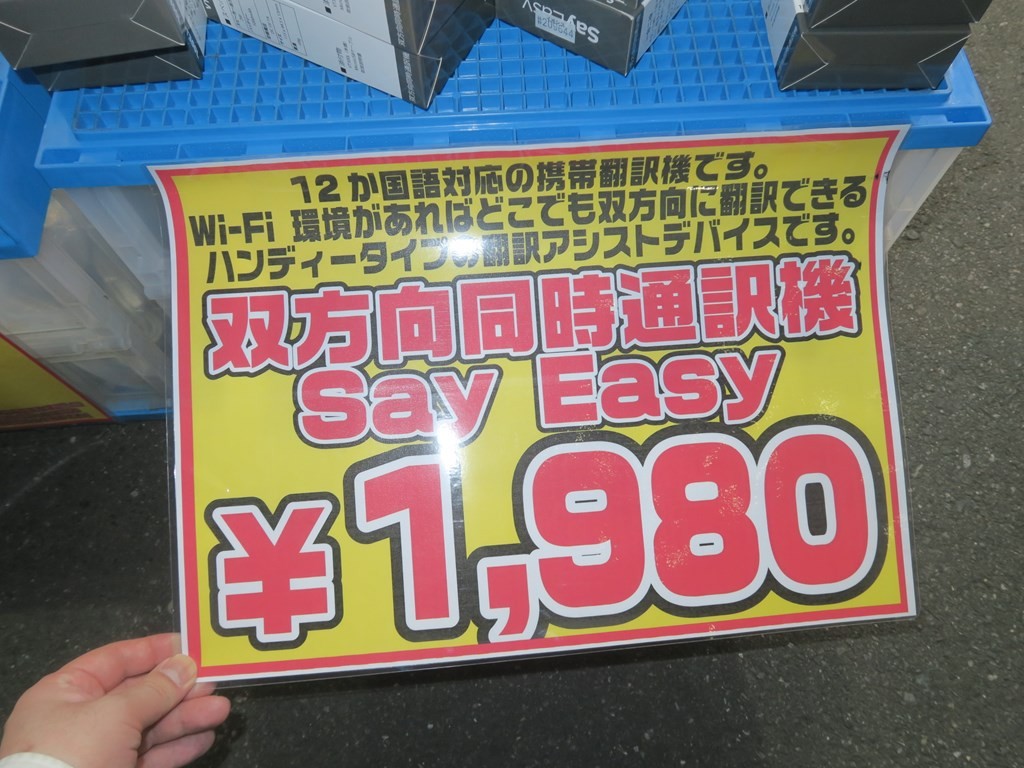 SayEasy
12か国語対応の携帯翻訳機です。
Wi-Fi 環境があればどこでも双方向に翻訳できる
ハンディータイプの翻訳アシストデバイスです。
双方向同時通訳機
Say Easy
¥1,980